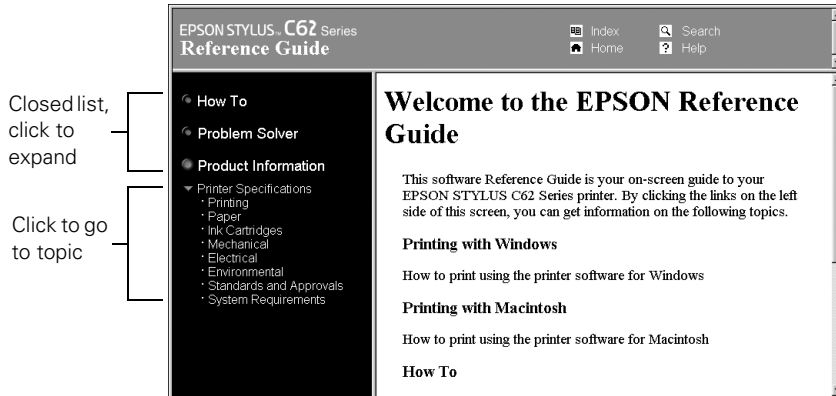 EPSON STYLUS™ C62 Series
Reference Guide
Index
Search
Home
? Help
Closed list,
click to
expand
Click to go
to topic
How To
Problem Solver
Product Information
Printer Specifications
· Printing
· Paper
· Ink Cartridges
· Mechanical
· Electrical
· Environmental
· Standards and Approvals
· System Requirements
Welcome to the EPSON Reference
Guide
This software Reference Guide is your on-screen guide to your
EPSON STYLUS C62 Series printer. By clicking the links on the left
side of this screen, you can get information on the following topics.
Printing with Windows
How to print using the printer software for Windows
Printing with Macintosh
How to print using the printer software for Macintosh
How To